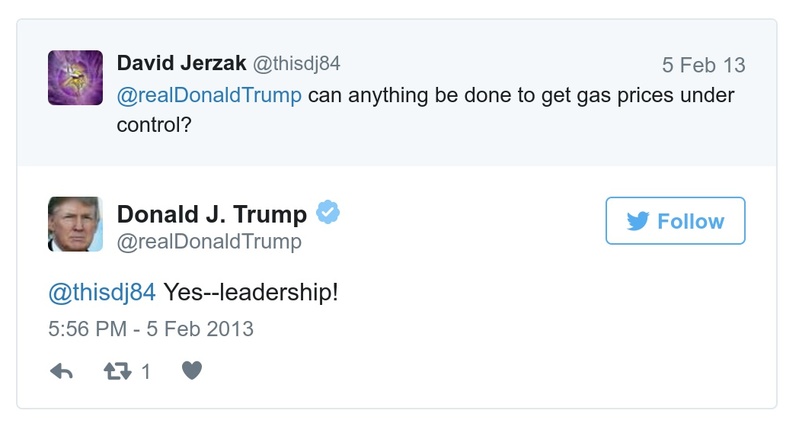 David Jerzak @thisdj84
5 Feb 13
@realDonaldTrump can anything be done to get gas prices under
control?
Donald J. Trump
Follow
@realDonaldTrump
@thisdj84 Yes--leadership!
5:56 PM - 5 Feb 2013
1